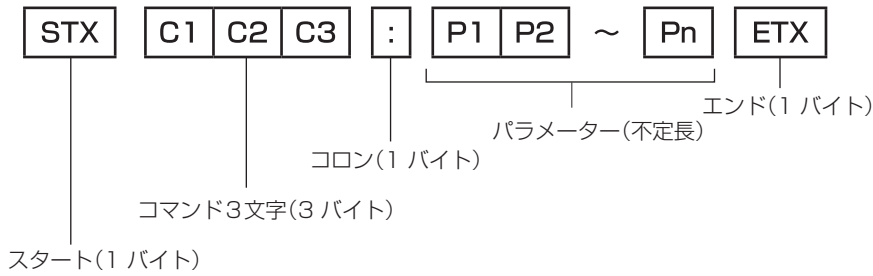 STX C1 C2 C3 : P1 P2 ～ Pn ETX
エンド(1 バイト)
パラメーター(不定長)
コロン(1 バイト)
コマンド3文字(3 バイト)
スタート(1 バイト)